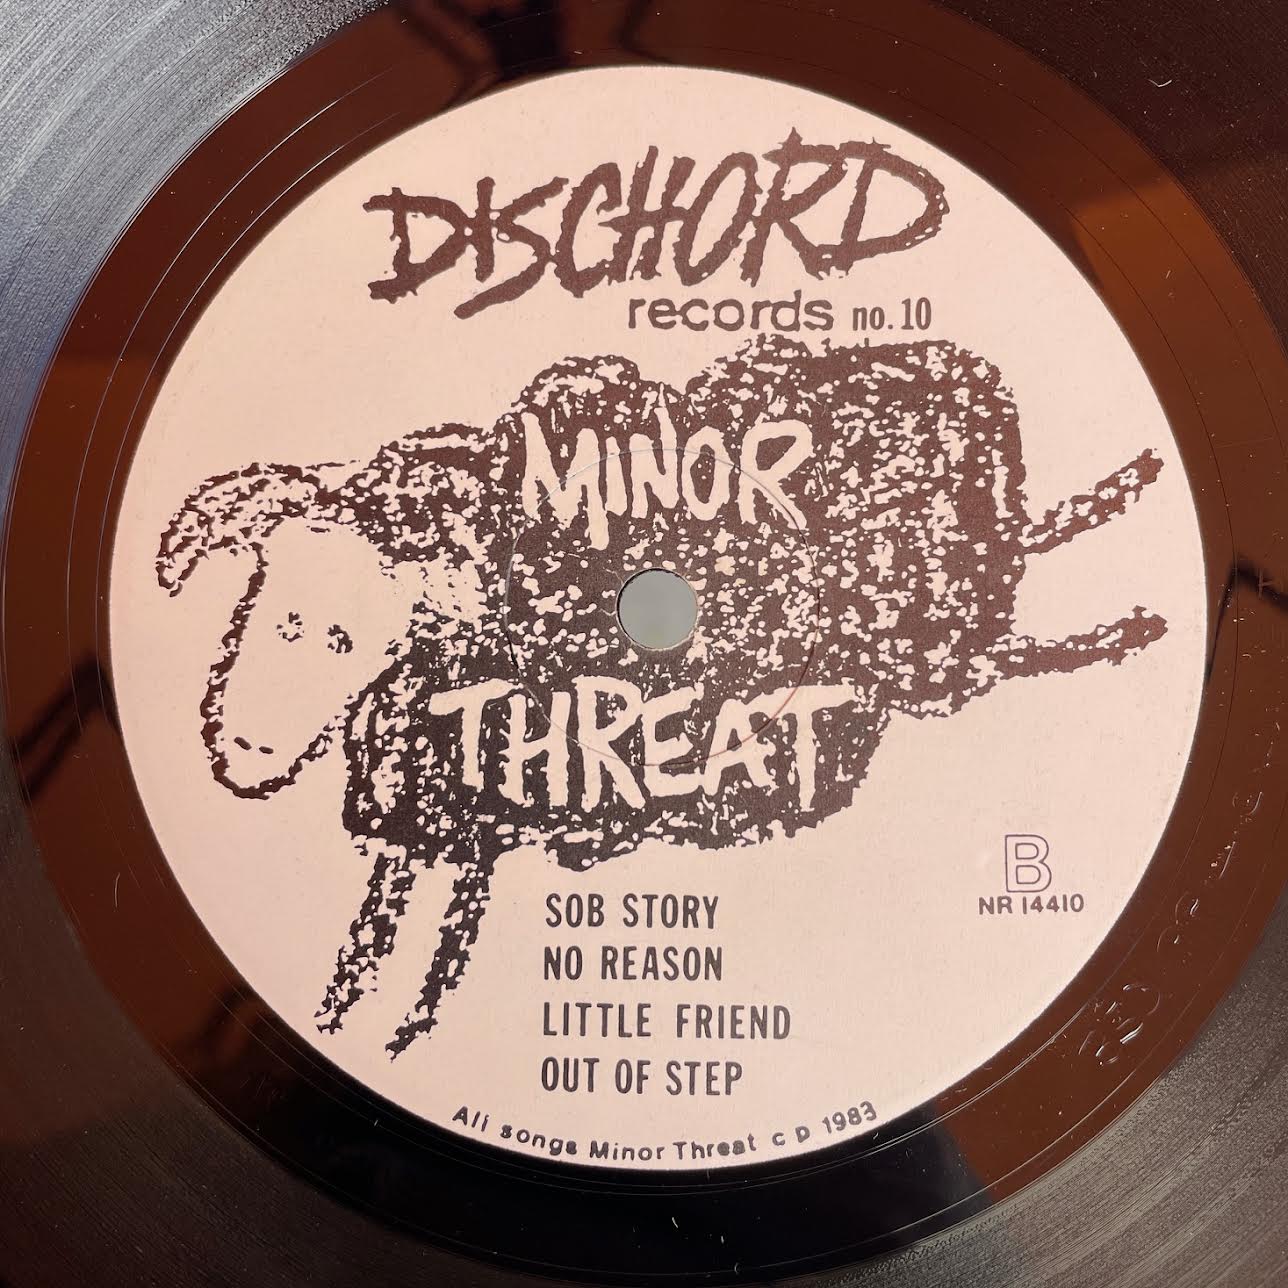 DISCHORD
records no. 10
MINOR
THREAT
B
NR 14410
SOB STORY
NO REASON
LITTLE FRIEND
OUT OF STEP
All songs Minor Threat c p 1983